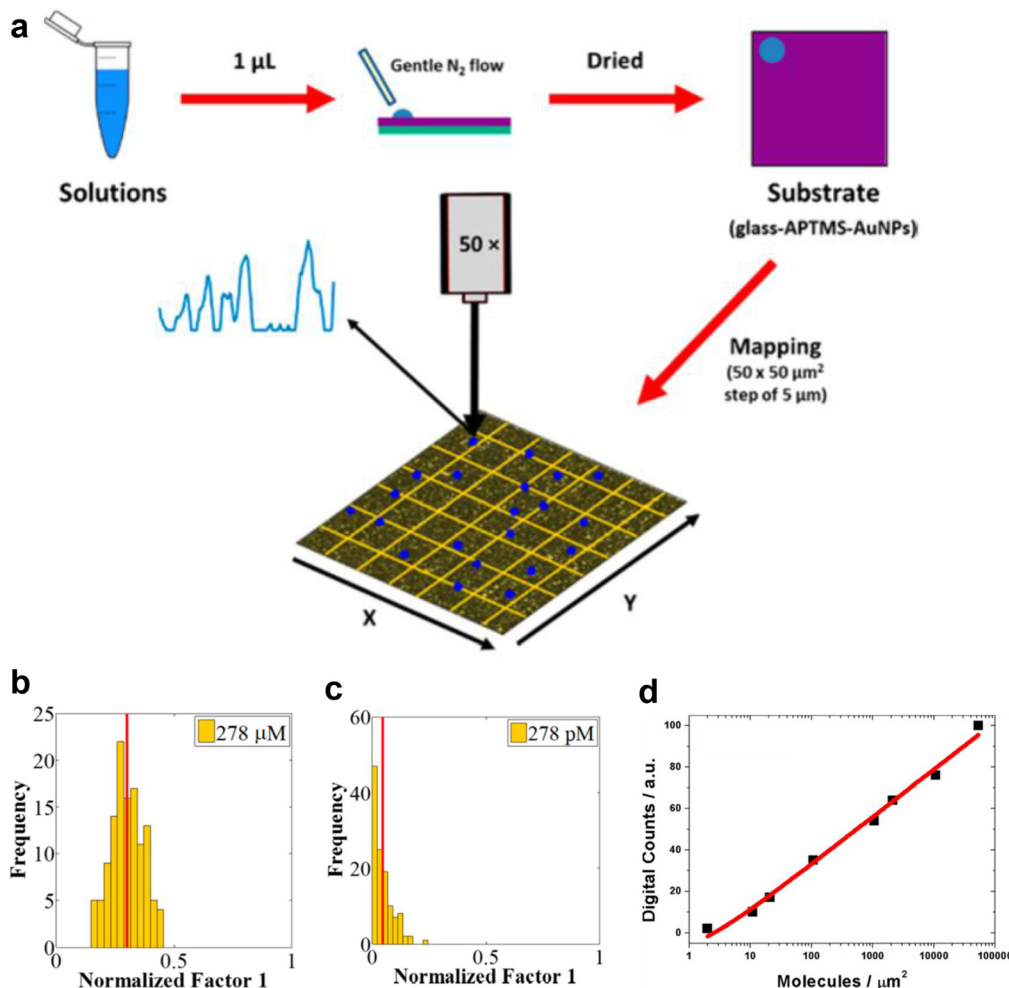 a
1 µL
Gentle N₂ flow
Dried
Solutions
Substrate
(glass-APTMS-AuNPs)
50 ×
Mapping
(50 x 50 µm²
step of 5 µm)
X
Y
b
25
20
15
10
5
0
0
0.5
1
Frequency
Normalized Factor 1
278 µM
c
60
40
20
0
0
0.5
1
Frequency
Normalized Factor 1
278 pM
d
100
80
60
40
20
0
1
10
100
1000
10000
100000
Digital Counts / a.u.
Molecules / µm²